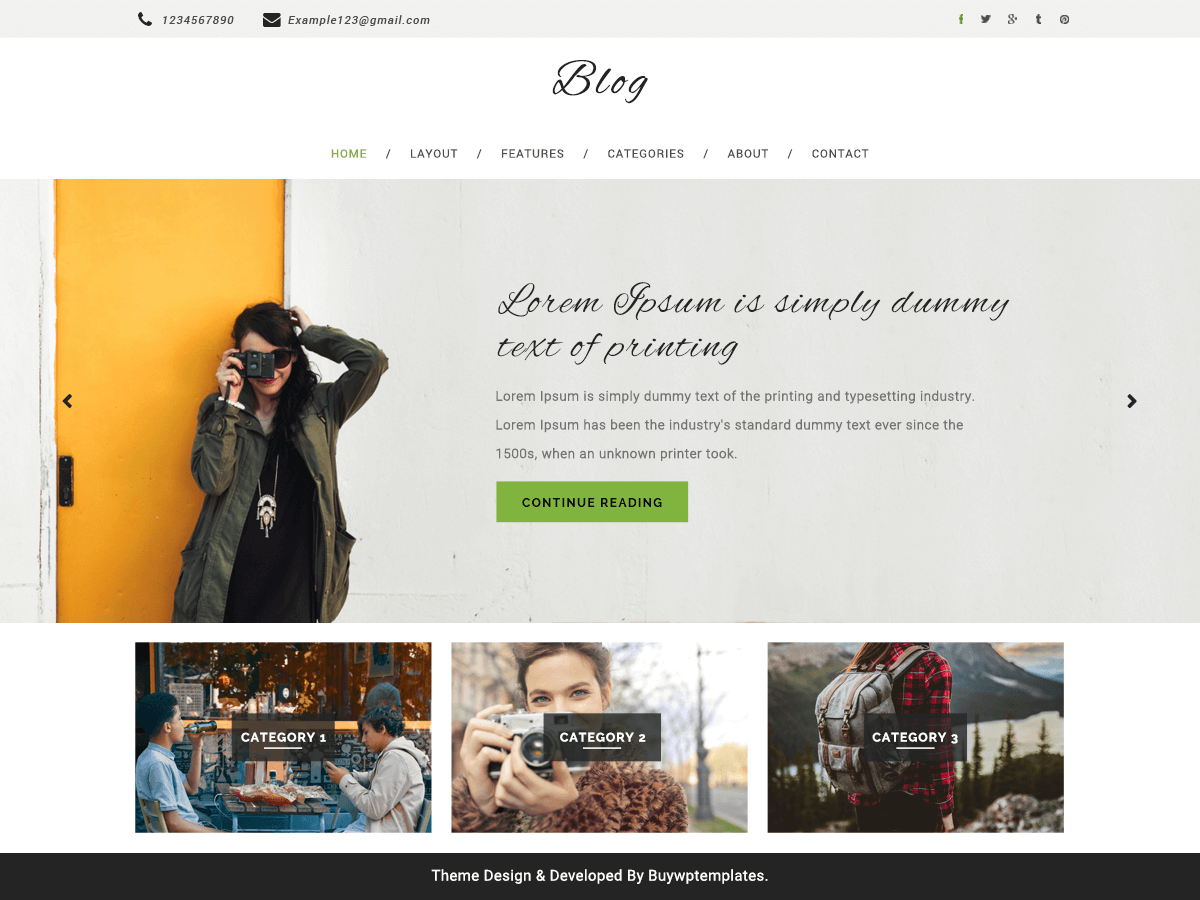 1234567890 Example123@gmail.com
Blog
HOME / LAYOUT / FEATURES / CATEGORIES / ABOUT / CONTACT
Lorem Ipsum is simply dummy
text of printing
Lorem Ipsum is simply dummy text of the printing and typesetting industry.
Lorem Ipsum has been the industry's standard dummy text ever since the
1500s, when an unknown printer took.
CONTINUE READING
CATEGORY 1
CATEGORY 2
CATEGORY 3
Theme Design & Developed By Buywptemplates.